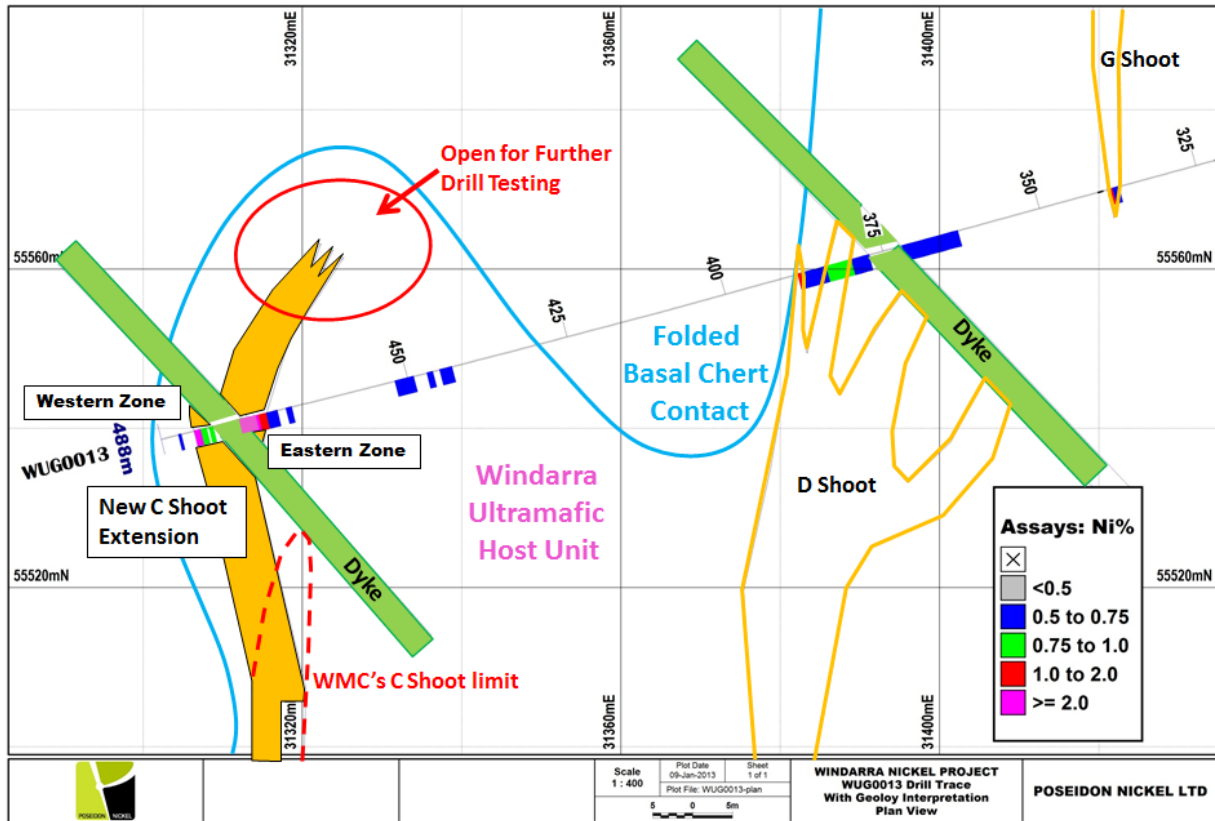 31320mE
31360mE
31400mE
G Shoot
Open for Further
Drill Testing
325
350
375
400
425
450
55560mN
55560mN
Western Zone
488m
WUG0013
Eastern Zone
Folded
Basal Chert
Contact
Dyke
New C Shoot
Extension
Windarra
Ultramafic
Host Unit
D Shoot
Dyke
55520mN
55520mN
WMC's C Shoot limit
31320m
31360mE
31400mE
Assays: Ni%
<0.5
0.5 to 0.75
0.75 to 1.0
1.0 to 2.0
>= 2.0
POSEIDON NICKEL
Scale
1 : 400
Plot Date
09-Jan-2013
Sheet
1 of 1
Plot File: WUG0013-plan
5 0 5m
WINDARRA NICKEL PROJECT
WUG0013 Drill Trace
With Geoloy Interpretation
Plan View
POSEIDON NICKEL LTD